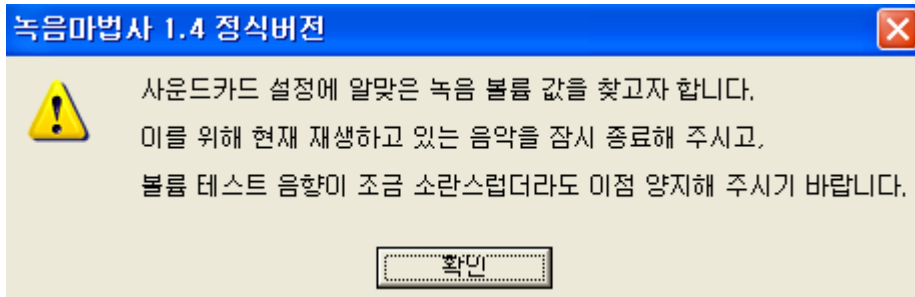 녹음마법사 1.4 정식버전
사운드카드 설정에 알맞은 녹음 볼륨 값을 찾고자 합니다.
이를 위해 현재 재생하고 있는 음악을 잠시 종료해 주시고,
볼륨 테스트 음향이 조금 소란스럽더라도 이점 양지해 주시기 바랍니다.
확인